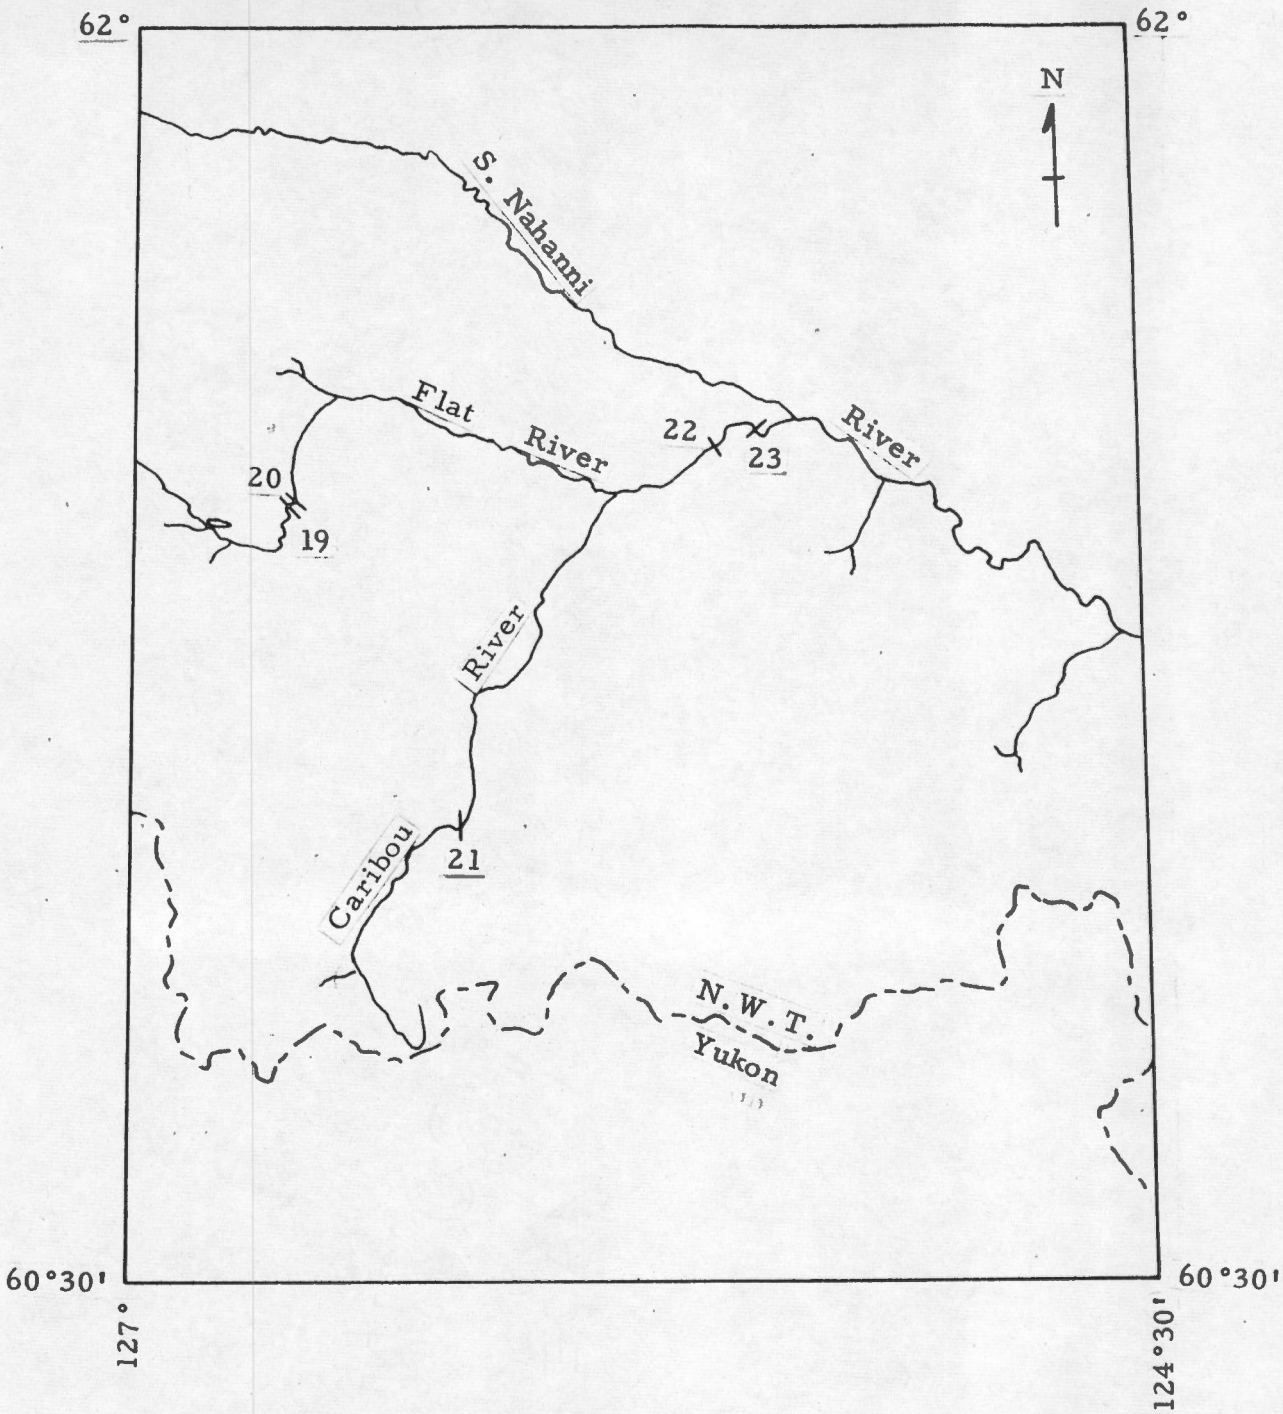 62°
62°
N
S. Nahanni
River
Flat
River
22
23
20
19
River
21
Caribou
N.W.T.
Yukon
60°30'
60°30'
127°
124°30'